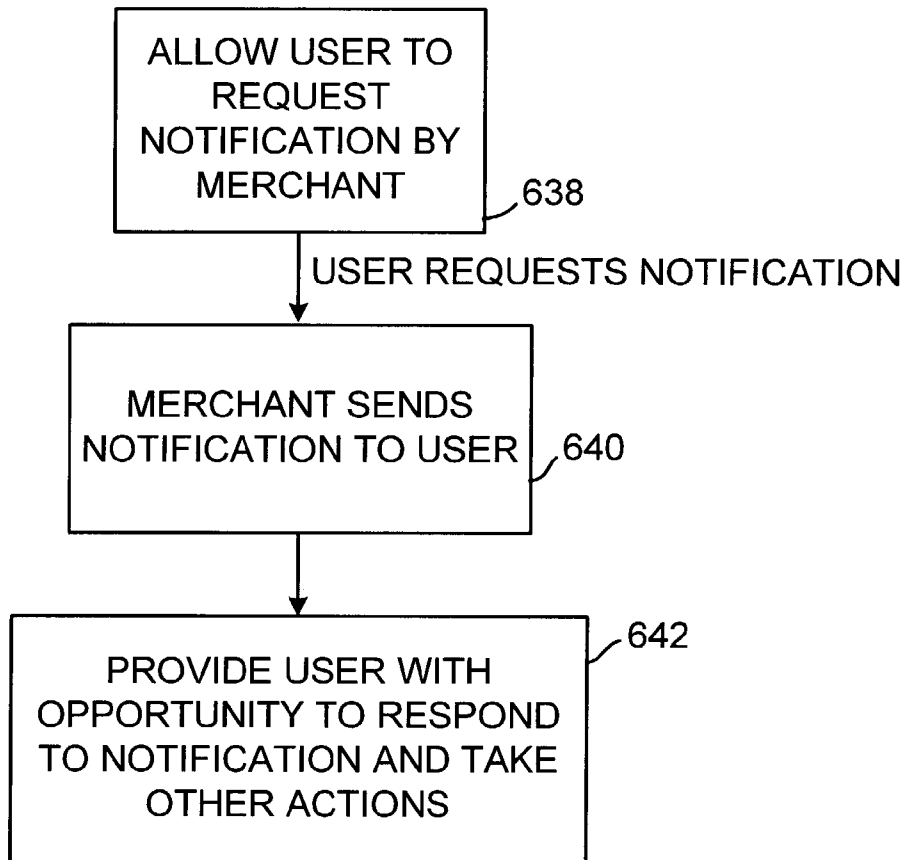 ALLOW USER TO
REQUEST
NOTIFICATION BY
MERCHANT
638
USER REQUESTS NOTIFICATION
MERCHANT SENDS
NOTIFICATION TO USER
640
642
PROVIDE USER WITH
OPPORTUNITY TO RESPOND
TO NOTIFICATION AND TAKE
OTHER ACTIONS